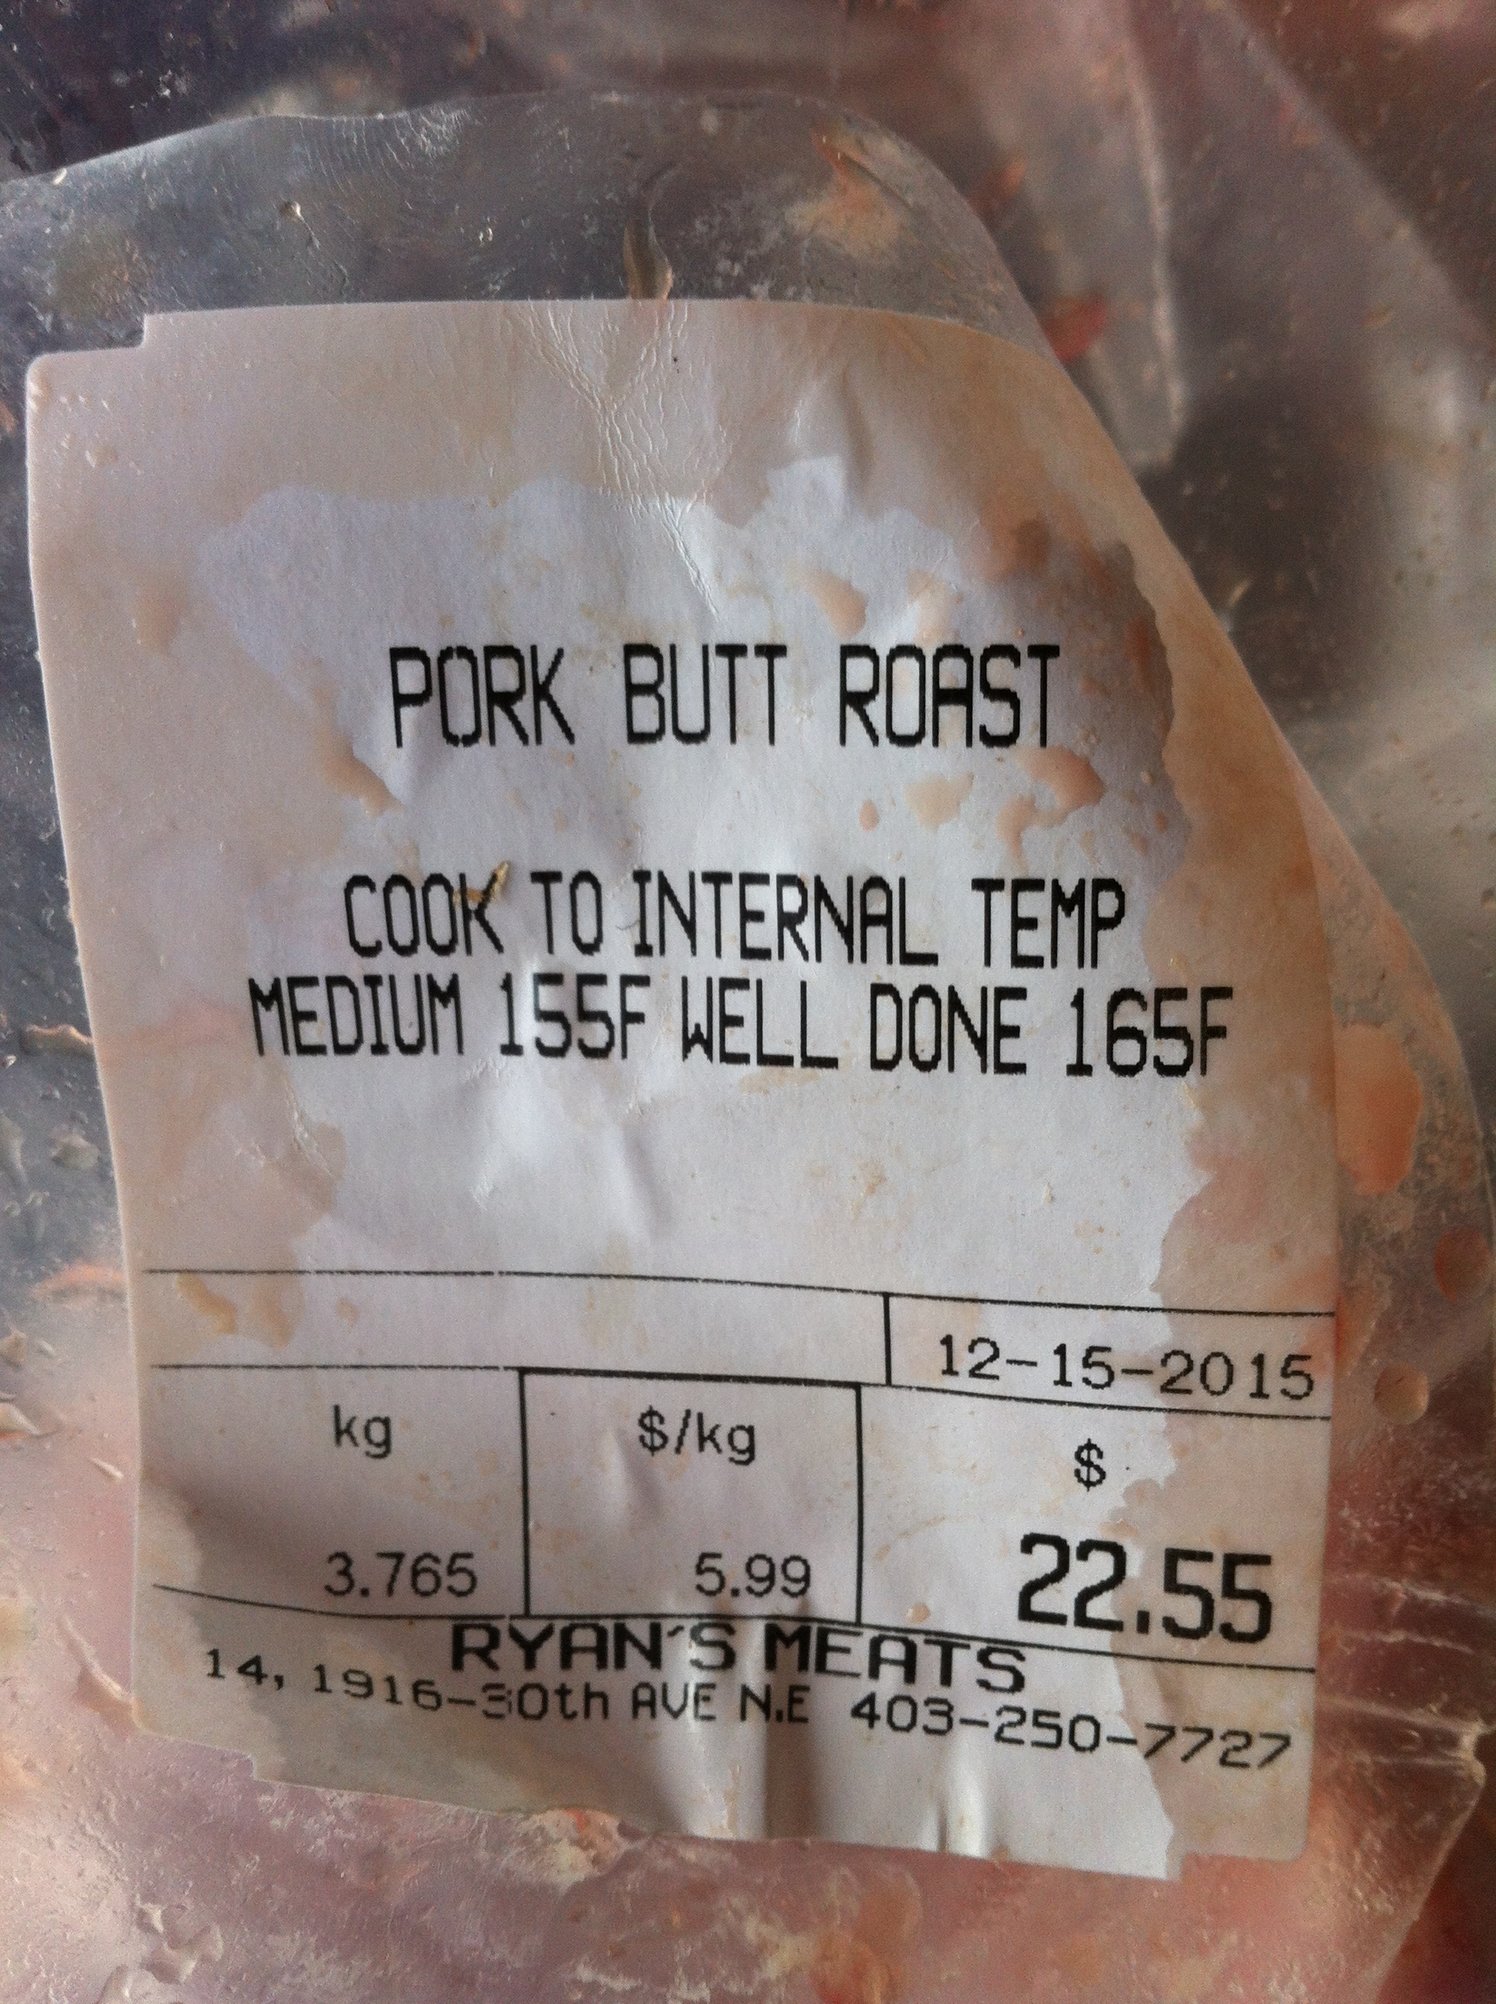 PORK BUTT ROAST
COOK TO INTERNAL TEMP
MEDIUM 155F WELL DONE 165F
12-15-2015
kg $/kg $
3.765 5.99 22.55
RYAN'S MEATS
14, 1916-30th AVE N.E 403-250-7727